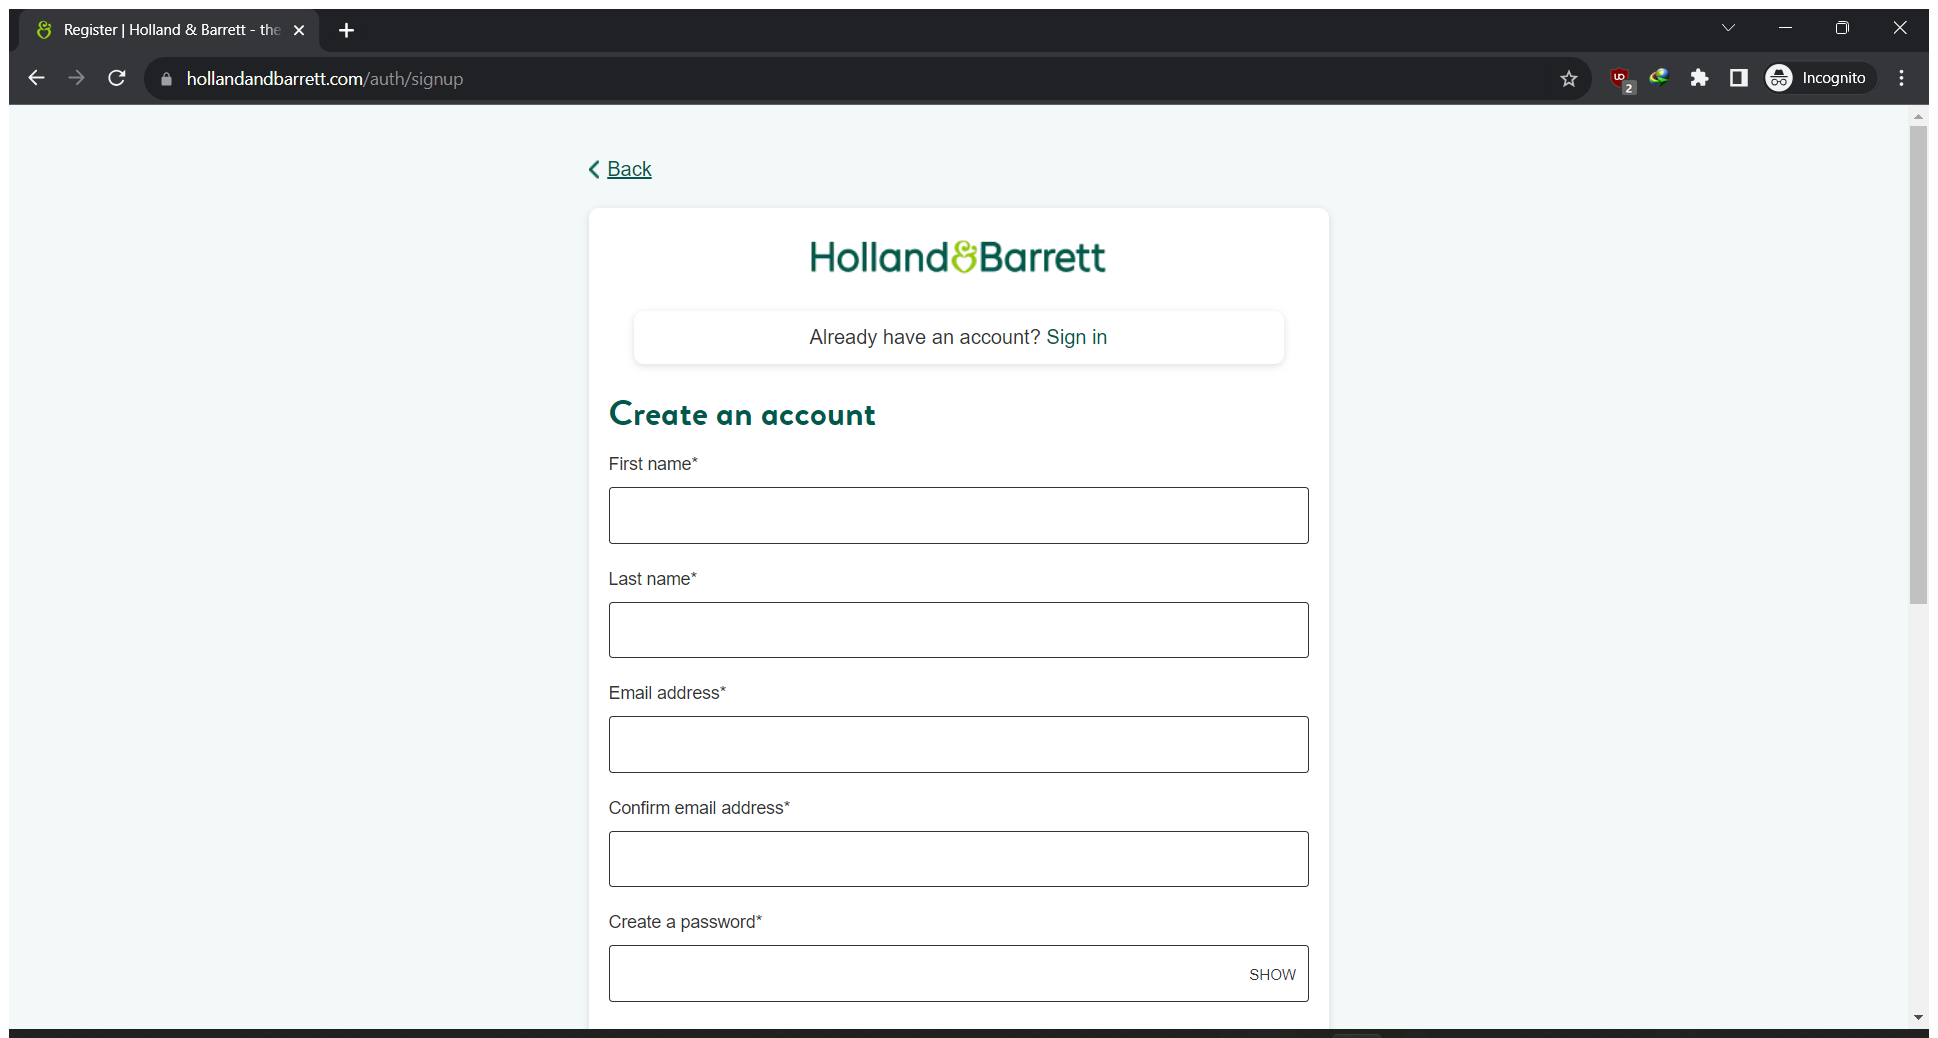 Register | Holland & Barrett - the
hollandandbarrett.com/auth/signup
2
Incognito
Back
Holland&Barrett
Already have an account? Sign in
Create an account
First name*
Last name*
Email address*
Confirm email address*
Create a password*
SHOW